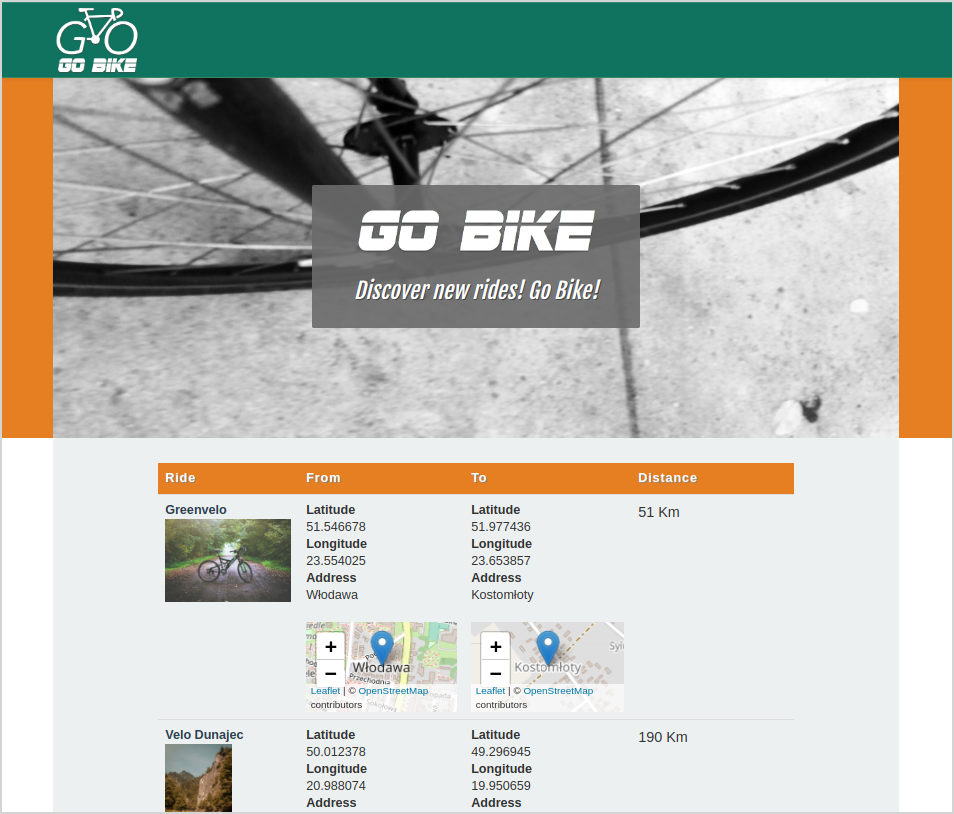 GO BIKE
GO BIKE
Discover new rides! Go Bike!
Ride From To Distance
Greenvelo
Latitude
51.546678
Longitude
23.554025
Address
Włodawa
+
−
Włodawa
Przechodnia
Leaflet | © OpenStreetMap
contributors
Latitude
51.977436
Longitude
23.653857
Address
Kostomłoty
+
−
Kostomłoty
Leaflet | © OpenStreetMap
contributors
51 Km
Velo Dunajec
Latitude
50.012378
Longitude
20.988074
Address
Latitude
49.296945
Longitude
19.950659
Address
190 Km